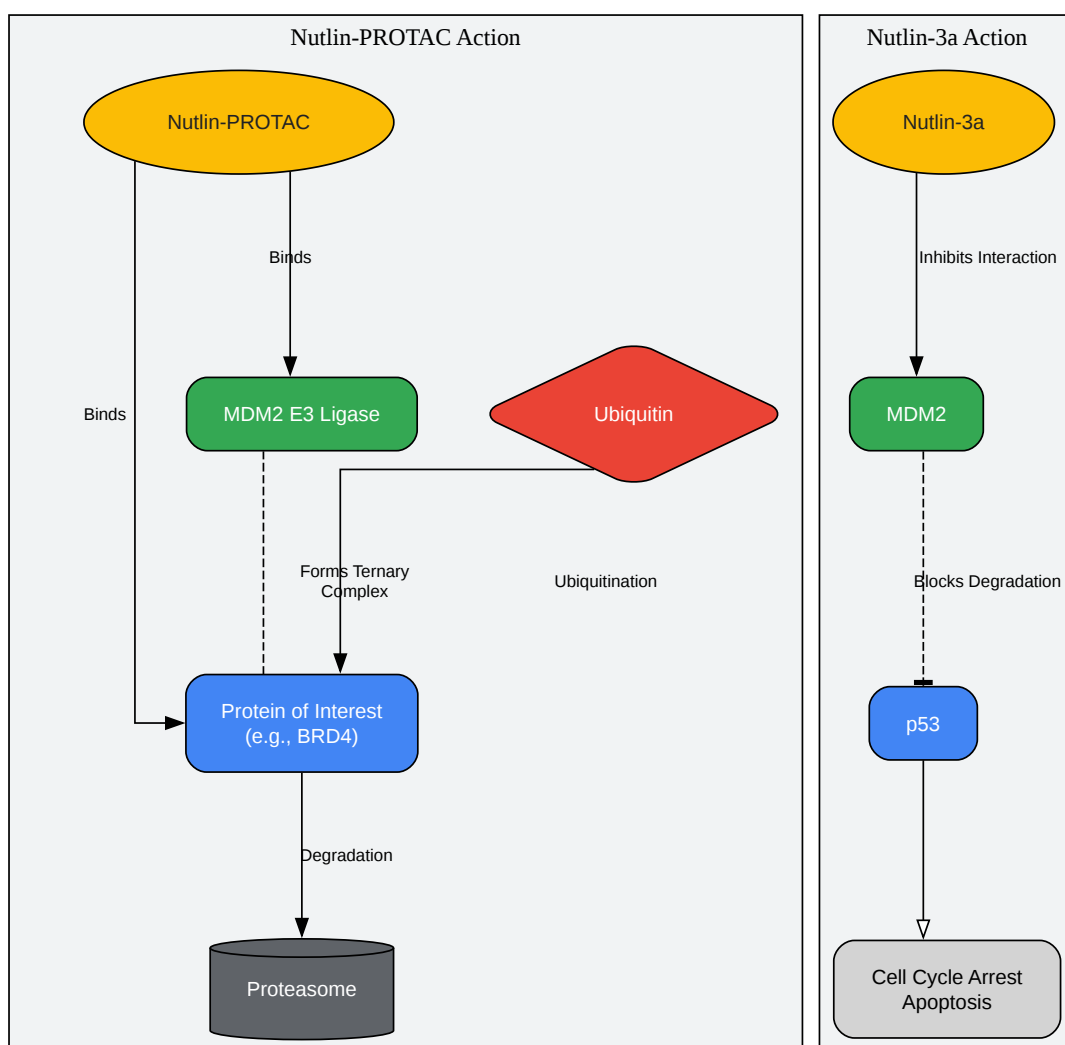 Nutlin-PROTAC Action
Nutlin-PROTAC
Binds
Binds
MDM2 E3 Ligase
Ubiquitin
Forms Ternary
Complex
Ubiquitination
Protein of Interest
(e.g., BRD4)
Degradation
Proteasome
Nutlin-3a Action
Nutlin-3a
Inhibits Interaction
MDM2
Blocks Degradation
p53
Cell Cycle Arrest
Apoptosis